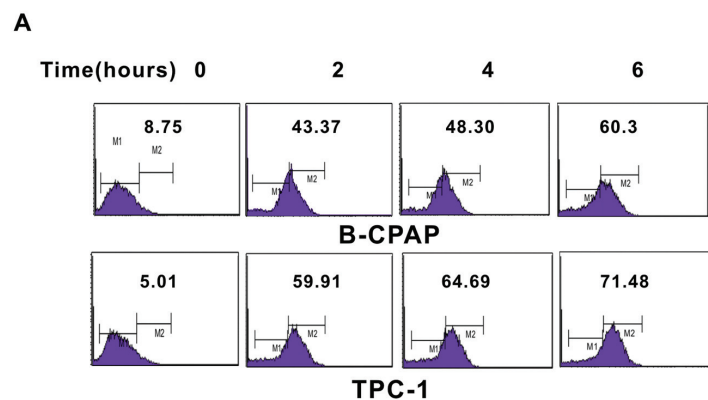 A
Time(hours) 0 2 4 6
8.75 43.37 48.30 60.3
M1 M2 M1 M2 M1 M2 M1 M2
B-CPAP
5.01 59.91 64.69 71.48
M1 M2 M1 M2 M1 M2 M1 M2
TPC-1